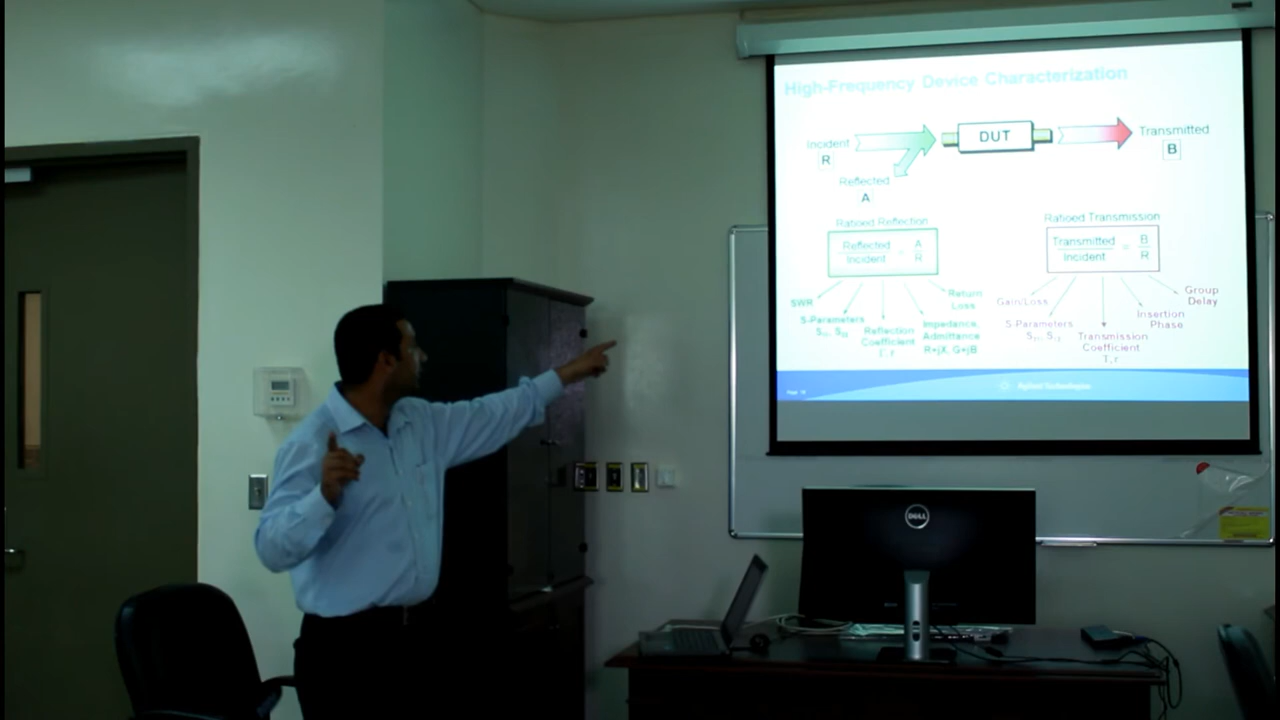 High-Frequency Device Characterization
Incident
R
DUT
Transmitted
B
Reflected
A
Ratioed Reflection
Reflected
Incident
=
A
R
Ratioed Transmission
Transmitted
Incident
=
B
R
SWR
S-Parameters
Reflection
Coefficient
Γ, r
Impedance,
Admittance
R+jX, G+jB
Return
Loss
Gain/Loss
S-Parameters
Transmission
Coefficient
Insertion
Phase
Group
Delay
Agilent Technologies
DELL